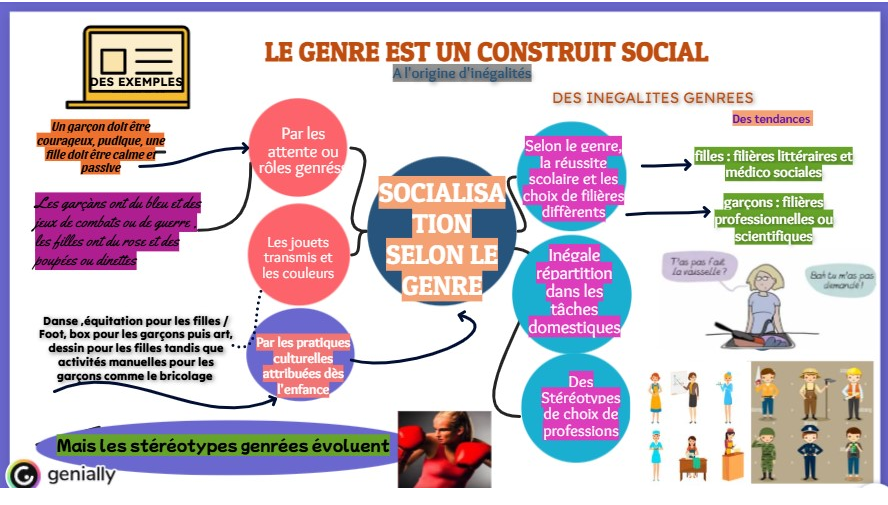 LE GENRE EST UN CONSTRUIT SOCIAL
A l'origine d'inégalités
DES EXEMPLES
Un garçon doit être
courageux, pudique, une
fille doit être calme et
passive
Les garçàns ont du bleu et des
jeux de combats ou de guerre ,
les filles ont du rose et des
poupées ou dinettes
Danse ,équitation pour les filles /
Foot, box pour les garçons puis art,
dessin pour les filles tandis que
activités manuelles pour les
garçons comme le bricolage
Par les
attente ou
rôles genrés
Les jouets
transmis et
les couleurs
Par les pratiques
culturelles
attribuées dès
l'enfance
SOCIALISA
TION
SELON LE
GENRE
DES INEGALITES GENREES
Des tendances
Selon le genre,
la réussite
scolaire et les
choix de filières
diffèrents
filles : filières littéraires et
médico sociales
garçons : filières
professionnelles ou
scientifiques
Inégale
répartition
dans les
tâches
domestiques
T'as pas fait
la vaisselle ?
Bah tu m'as pas
demandé !
Des
Stéréotypes
de choix de
professions
Mais les stéréotypes genrées évoluent
genially